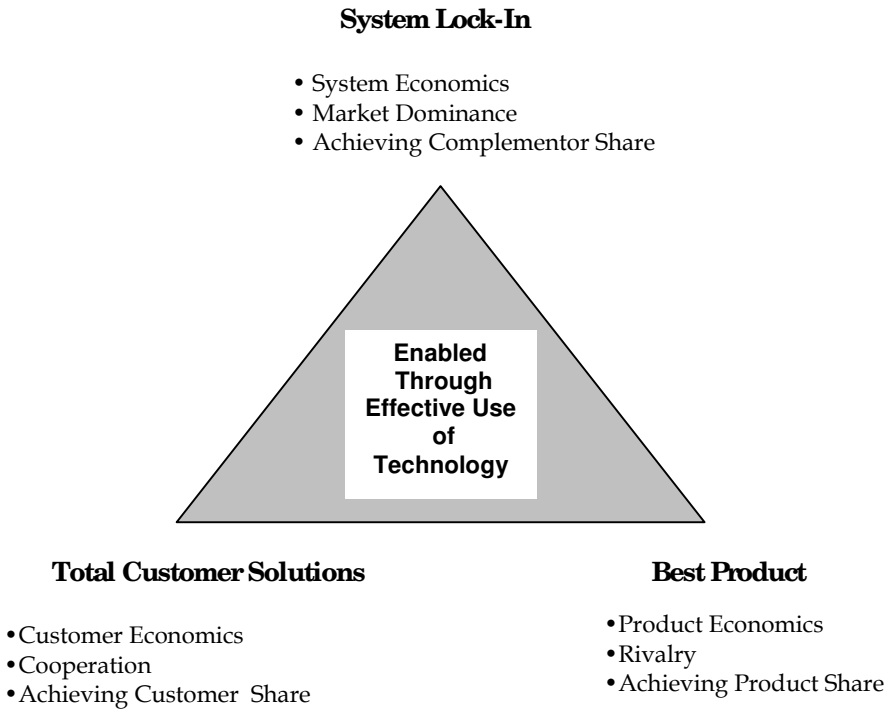 System Lock-In
• System Economics
• Market Dominance
• Achieving Complementor Share
Enabled
Through
Effective Use
of
Technology
Total Customer Solutions
•Customer Economics
•Cooperation
•Achieving Customer Share
Best Product
•Product Economics
•Rivalry
•Achieving Product Share